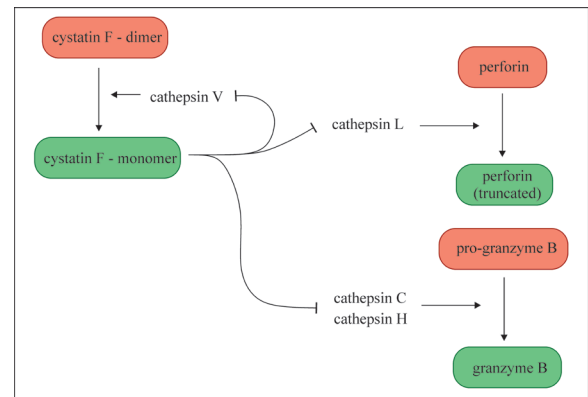 cystatin F - dimer
perforin
cathepsin V
cathepsin L
cystatin F - monomer
perforin
(truncated)
pro-granzyme B
cathepsin C
cathepsin H
granzyme B